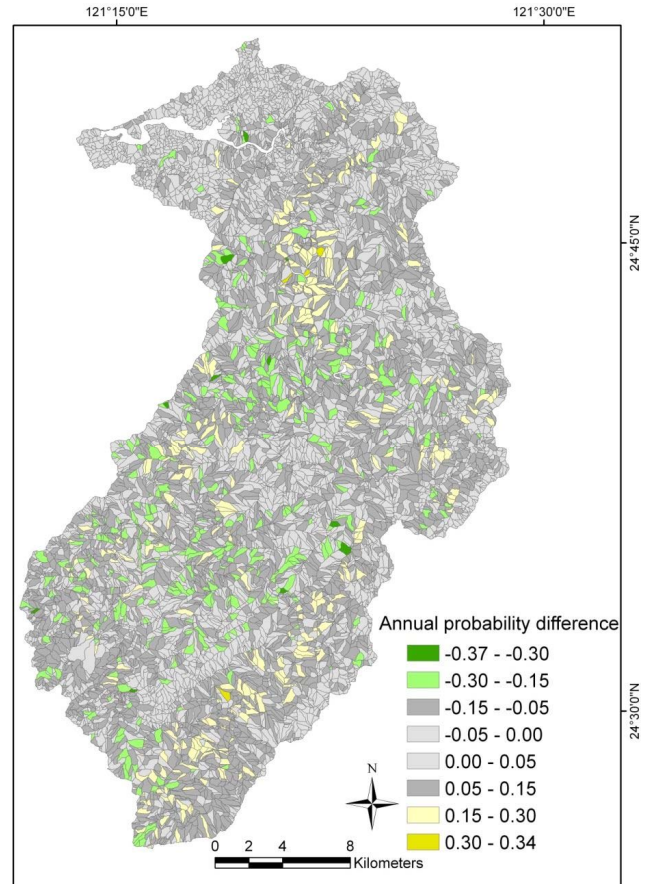 121°15'0"E
121°30'0"E
24°45'0"N
24°30'0"N
Annual probability difference
-0.37 - -0.30
-0.30 - -0.15
-0.15 - -0.05
-0.05 - 0.00
0.00 - 0.05
0.05 - 0.15
0.15 - 0.30
0.30 - 0.34
N
0 2 4 8
Kilometers